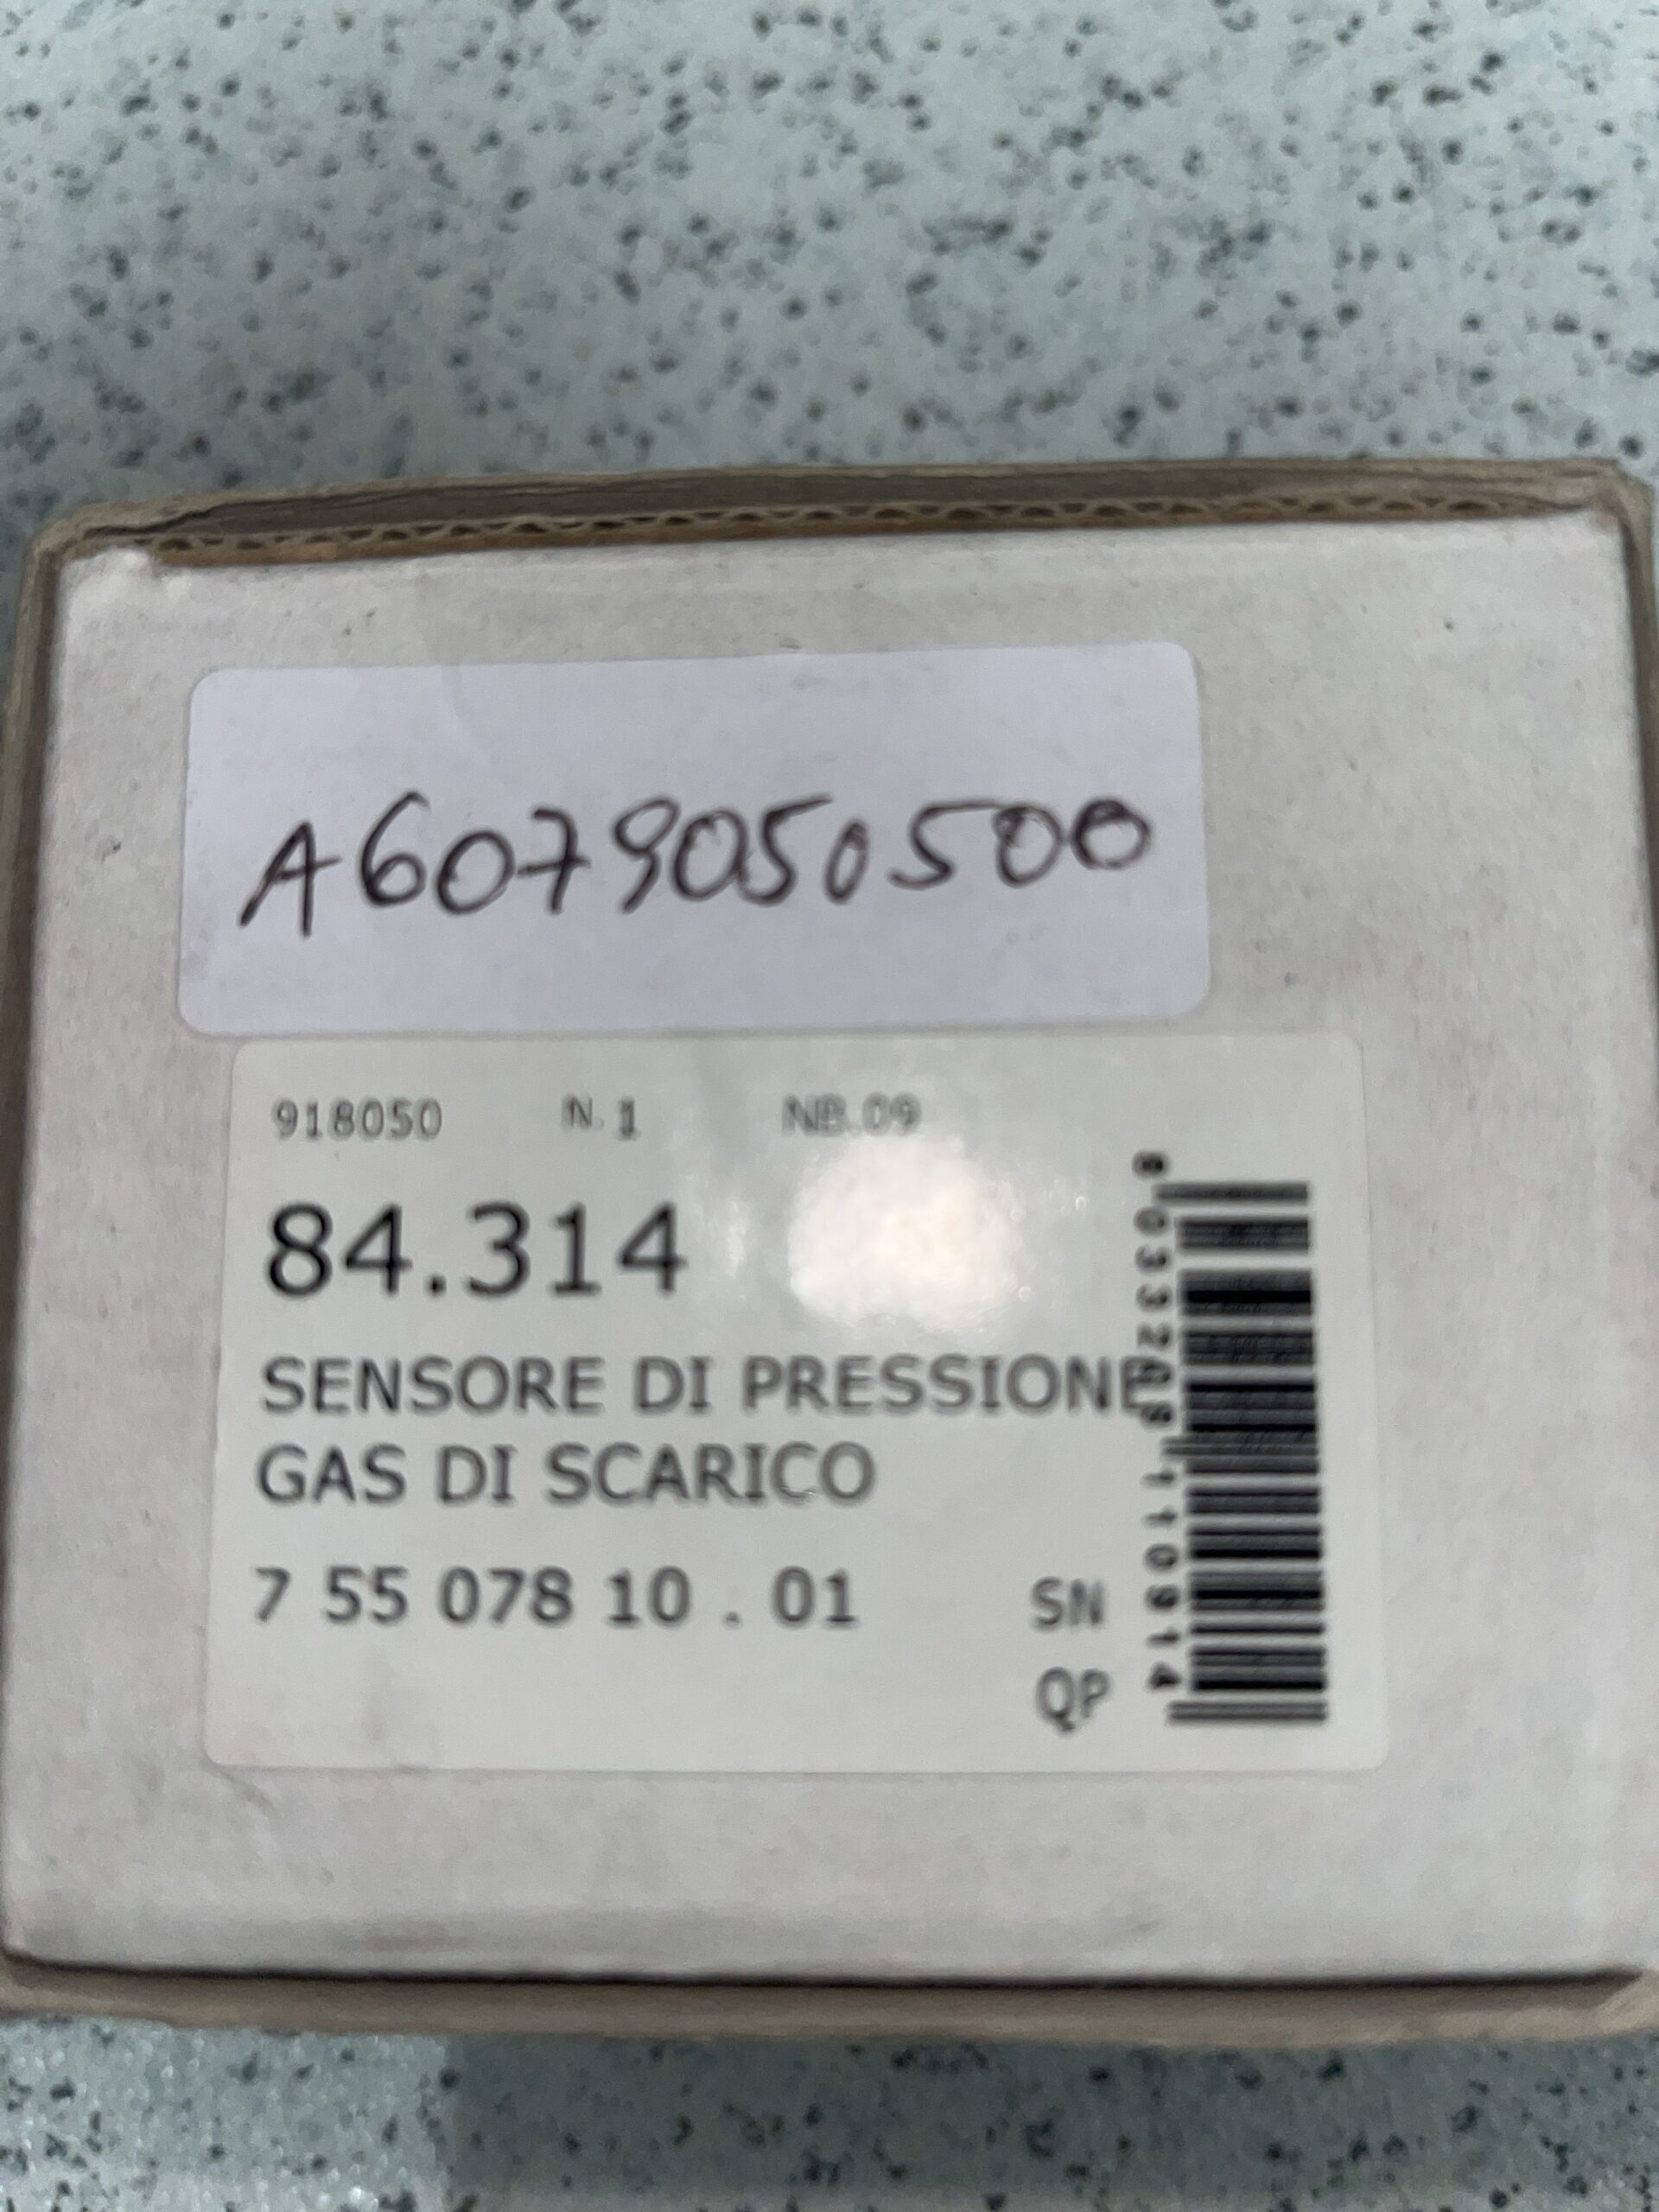 A6079050500
918050 N.1 NB.09
84.314
SENSORE DI PRESSIONE
GAS DI SCARICO
7 55 078 10 . 01
SN
QP